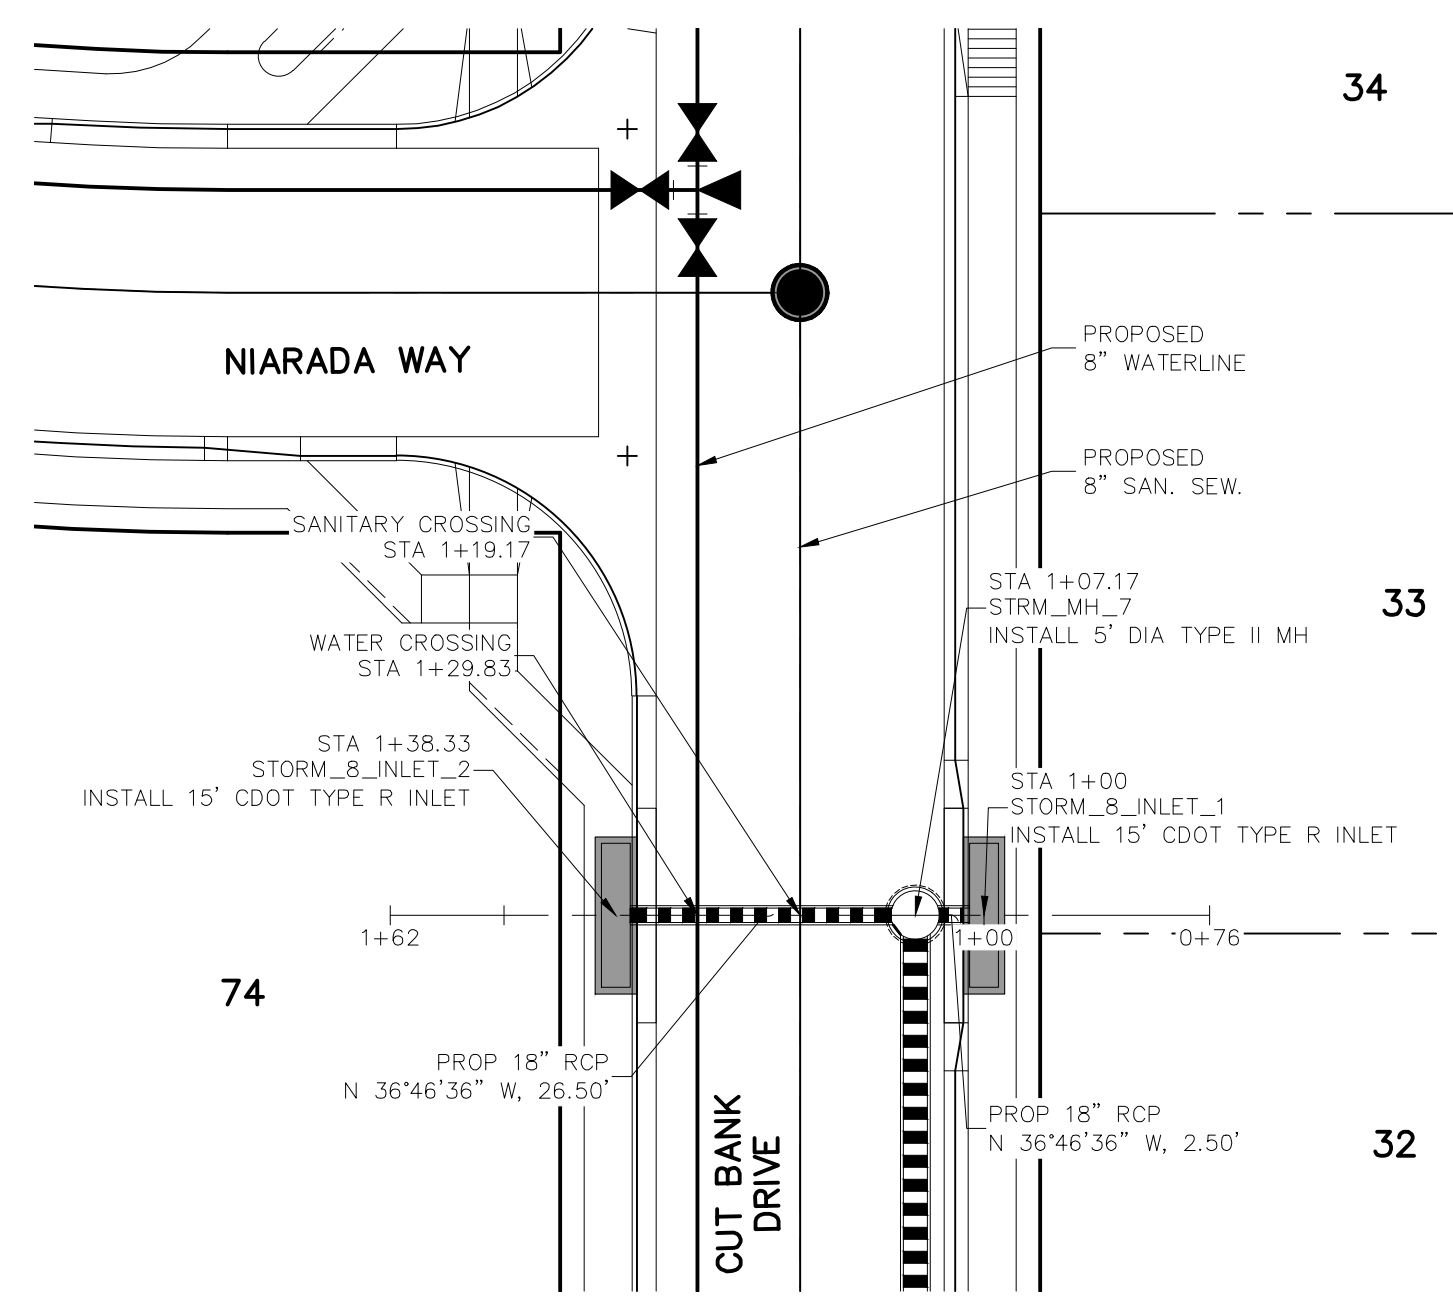 34
NIARADA WAY
PROPOSED
8" WATERLINE
PROPOSED
8" SAN. SEW.
SANITARY CROSSING
STA 1+19.17
STA 1+07.17
STRM_MH_7
INSTALL 5' DIA TYPE II MH
33
WATER CROSSING
STA 1+29.83
STA 1+38.33
STORM_8_INLET_2
INSTALL 15' CDOT TYPE R INLET
STA 1+00
STORM_8_INLET_1
INSTALL 15' CDOT TYPE R INLET
1+62
1+00
0+76
74
PROP 18" RCP
N 36°46'36" W, 26.50'
PROP 18" RCP
N 36°46'36" W, 2.50'
32
CUT BANK
DRIVE